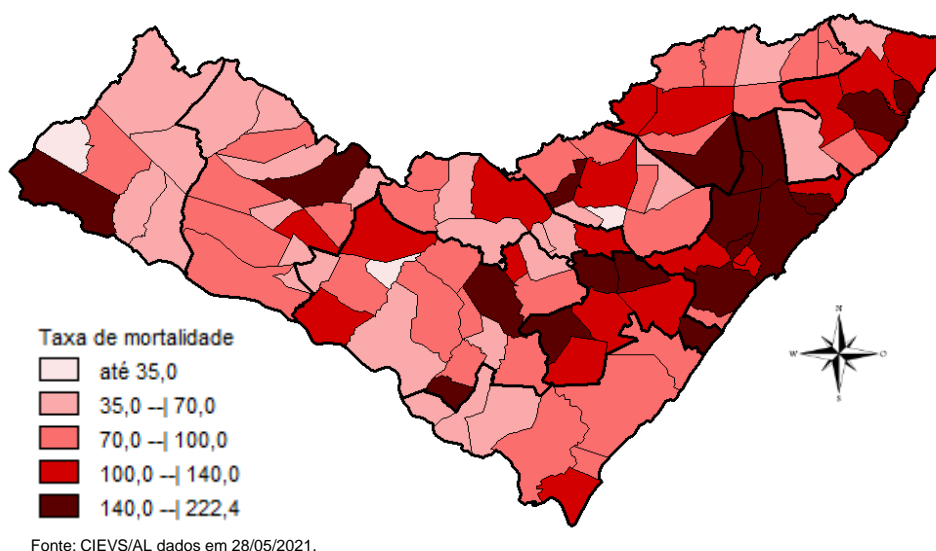 Taxa de mortalidade
até 35,0
35,0 --| 70,0
70,0 --| 100,0
100,0 --| 140,0
140,0 --| 222,4
N
W
O
S
Fonte: CIEVS/AL dados em 28/05/2021.